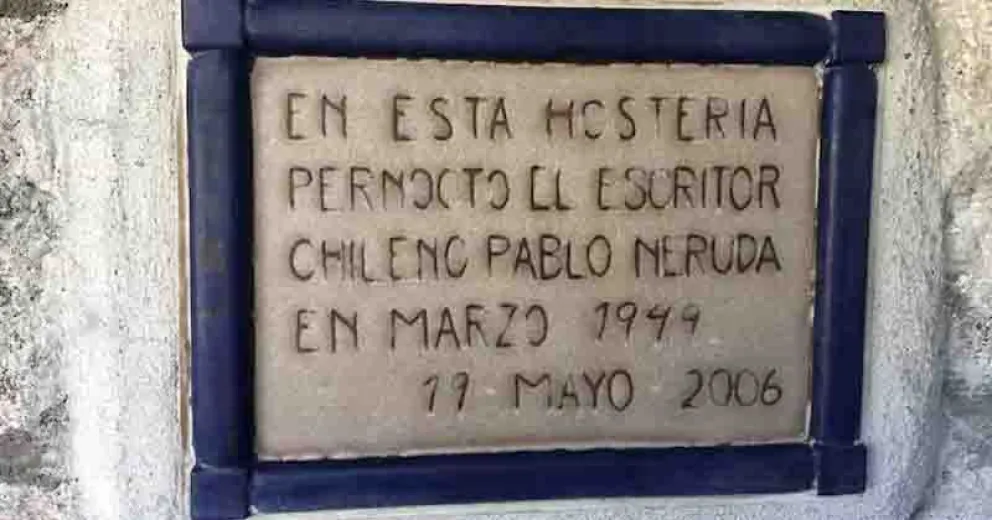 EN ESTA HOSTERIA
PERNOCTO EL ESCRITOR
CHILENO PABLO NERUDA
EN MARZO 1949
19 MAYO 2006